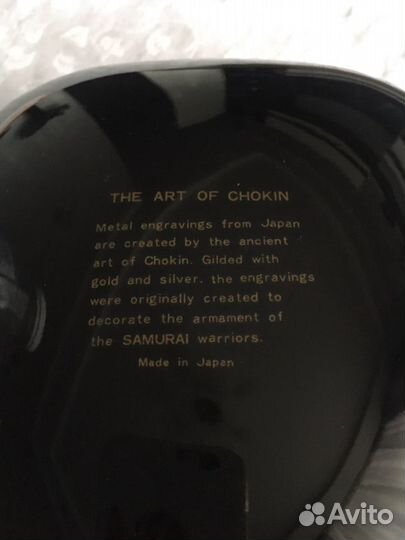 THE ART OF CHOKIN
Metal engravings from Japan
are created by the ancient
art of Chokin. Gilded with
gold and silver. the engravings
were originally created to
decorate the armament of
the SAMURAI warriors.
Made in Japan
Avito